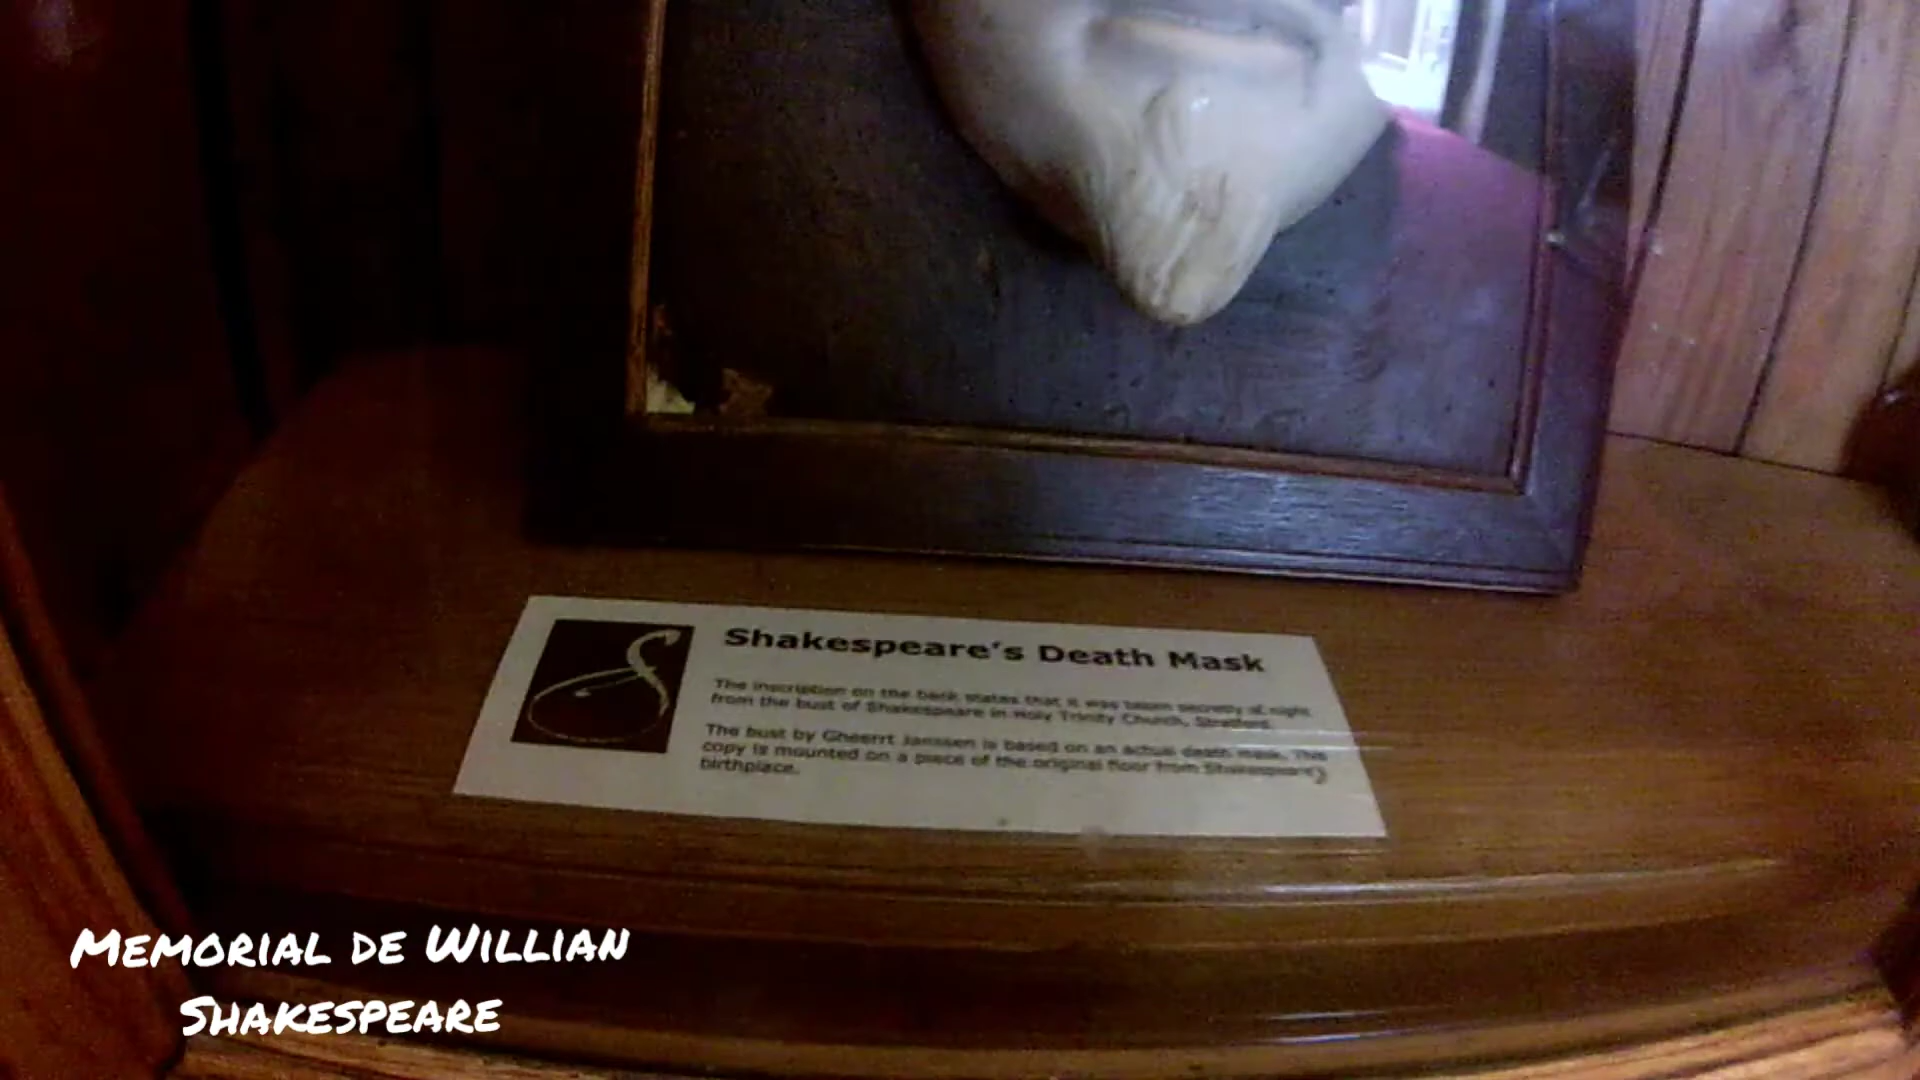 Shakespeare's Death Mask
The inscription on the back states that it was taken secretly at night
from the bust of Shakespeare in Holy Trinity Church, Stratford.
The bust by Gheerrt Janssen is based on an actual death mask. This
copy is mounted on a piece of the original floor from Shakespeare's
birthplace.
MEMORIAL DE WILLIAN
SHAKESPEARE